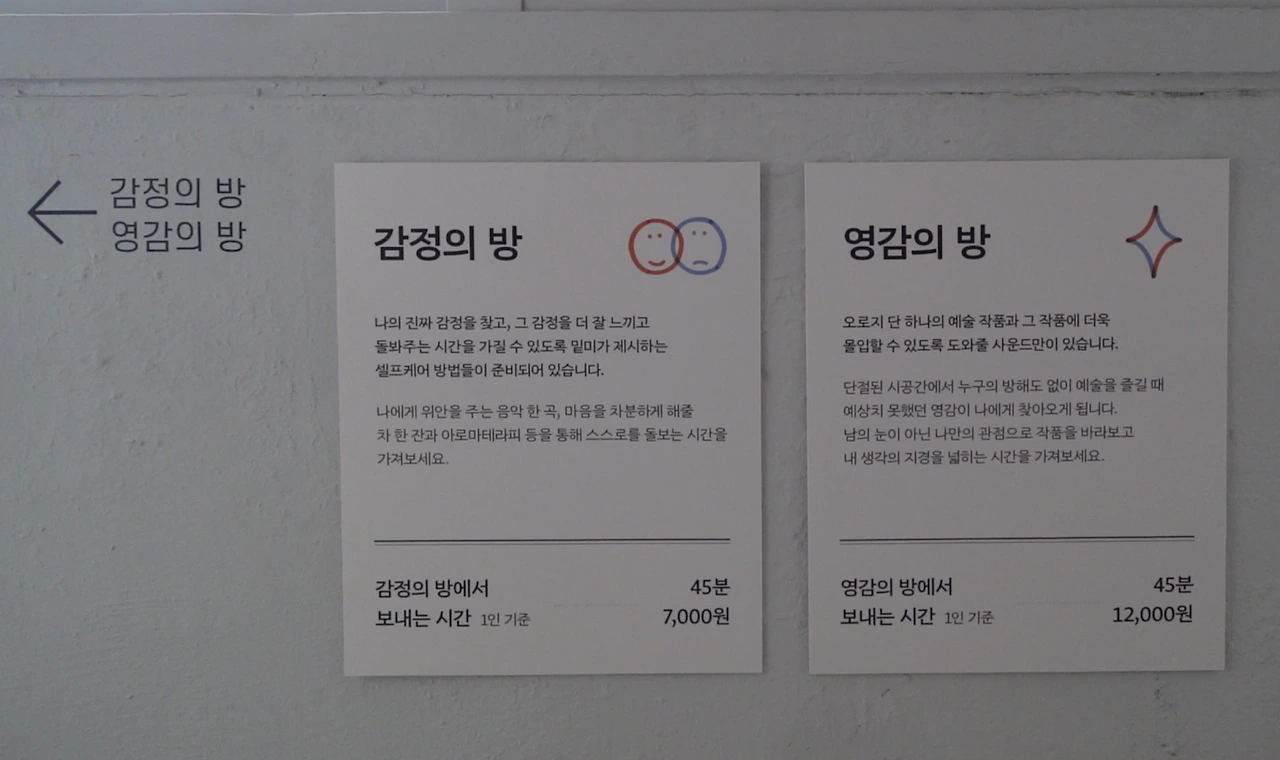 감정의 방
영감의 방
감정의 방
나의 진짜 감정을 찾고, 그 감정을 더 잘 느끼고
돌봐주는 시간을 가질 수 있도록 밑미가 제시하는
셀프케어 방법들이 준비되어 있습니다.
나에게 위안을 주는 음악 한 곡, 마음을 차분하게 해줄
차 한 잔과 아로마테라피 등을 통해 스스로를 돌보는 시간을
가져보세요.
감정의 방에서 45분
보내는 시간 1인 기준 7,000원
영감의 방
오로지 단 하나의 예술 작품과 그 작품에 더욱
몰입할 수 있도록 도와줄 사운드만이 있습니다.
단절된 시공간에서 누구의 방해도 없이 예술을 즐길 때
예상치 못했던 영감이 나에게 찾아오게 됩니다.
남의 눈이 아닌 나만의 관점으로 작품을 바라보고
내 생각의 지경을 넓히는 시간을 가져보세요.
영감의 방에서 45분
보내는 시간 1인 기준 12,000원